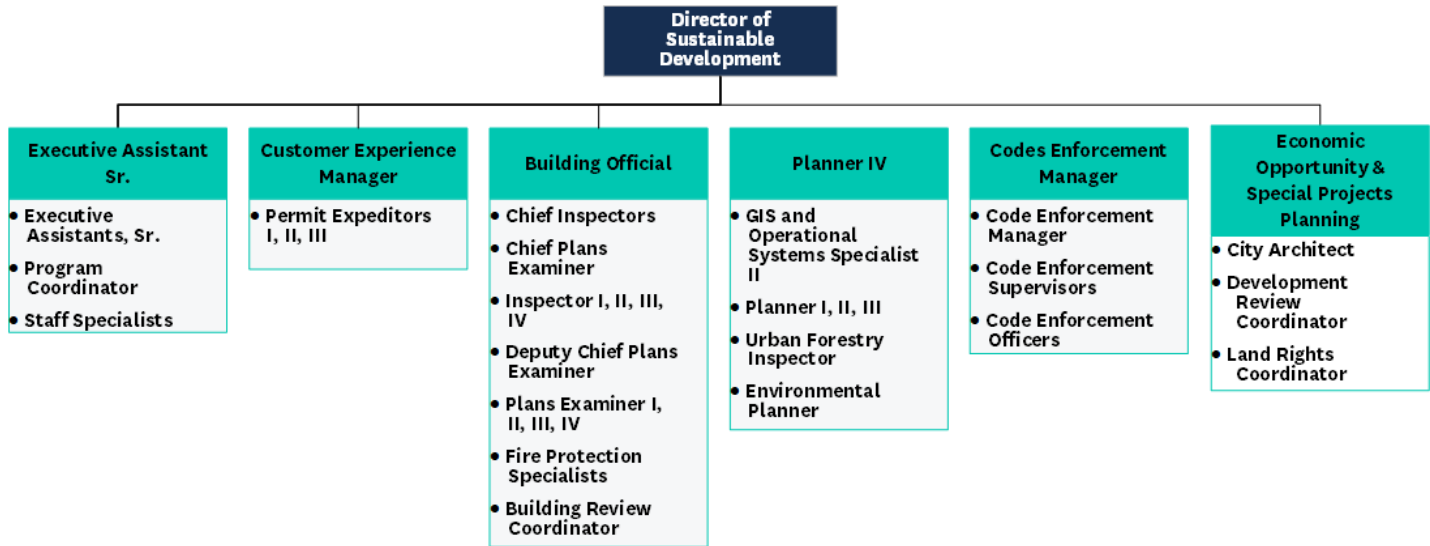 Director of
Sustainable
Development
Executive Assistant
Sr.
• Executive
Assistants, Sr.
• Program
Coordinator
• Staff Specialists
Customer Experience
Manager
• Permit Expeditors
I, II, III
Building Official
• Chief Inspectors
• Chief Plans
Examiner
• Inspector I, II, III,
IV
• Deputy Chief Plans
Examiner
• Plans Examiner I,
II, III, IV
• Fire Protection
Specialists
• Building Review
Coordinator
Planner IV
• GIS and
Operational
Systems Specialist
II
• Planner I, II, III
• Urban Forestry
Inspector
• Environmental
Planner
Codes Enforcement
Manager
• Code Enforcement
Manager
• Code Enforcement
Supervisors
• Code Enforcement
Officers
Economic
Opportunity &
Special Projects
Planning
• City Architect
• Development
Review
Coordinator
• Land Rights
Coordinator